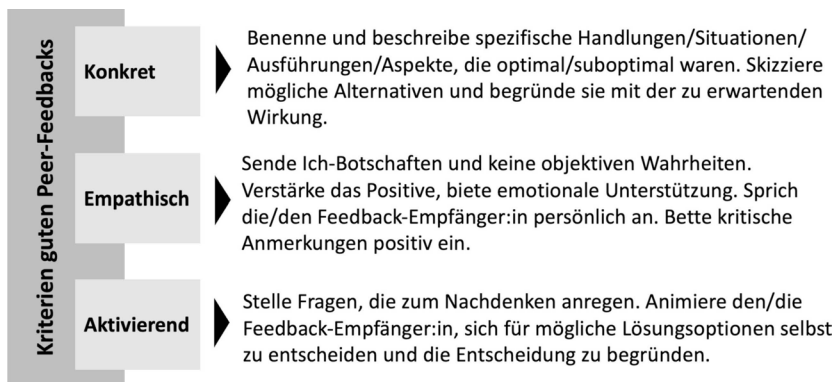 Kriterien guten Peer-Feedbacks
Konkret
Benenne und beschreibe spezifische Handlungen/Situationen/
Ausführungen/Aspekte, die optimal/suboptimal waren. Skizziere
mögliche Alternativen und begründe sie mit der zu erwartenden
Wirkung.
Empathisch
Sende Ich-Botschaften und keine objektiven Wahrheiten.
Verstärke das Positive, biete emotionale Unterstützung. Sprich
die/den Feedback-Empfänger:in persönlich an. Bette kritische
Anmerkungen positiv ein.
Aktivierend
Stelle Fragen, die zum Nachdenken anregen. Animiere den/die
Feedback-Empfänger:in, sich für mögliche Lösungsoptionen selbst
zu entscheiden und die Entscheidung zu begründen.